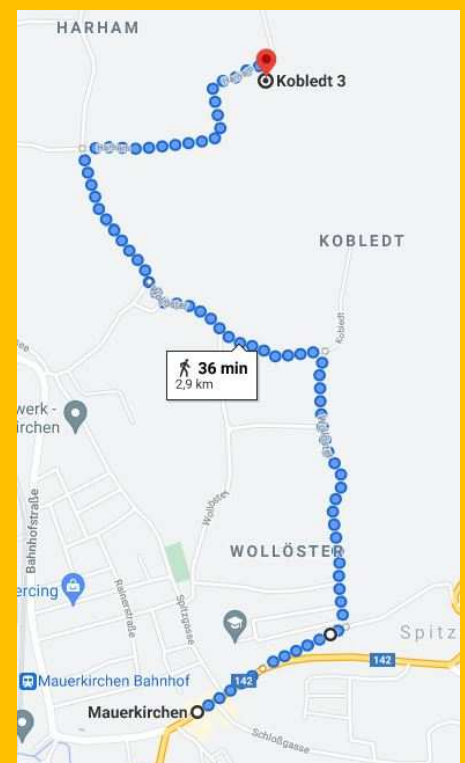 HARHAM
Kobledt 3
KOBLEDT
Kobledt
36 min
2,9 km
werk -
irchen
Bahnhofstraße
Wollöster
WOLLÖSTER
ercing
Rainerstraße
Spitzgasse
Spitz
142
142
Mauerkirchen Bahnhof
Mauerkirchen
Schloßgasse